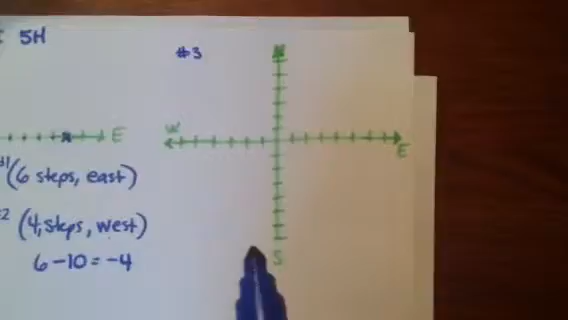 5H
#3
N
W
E
E
(6 steps, east)
(4, steps, west)
6-10=-4
S